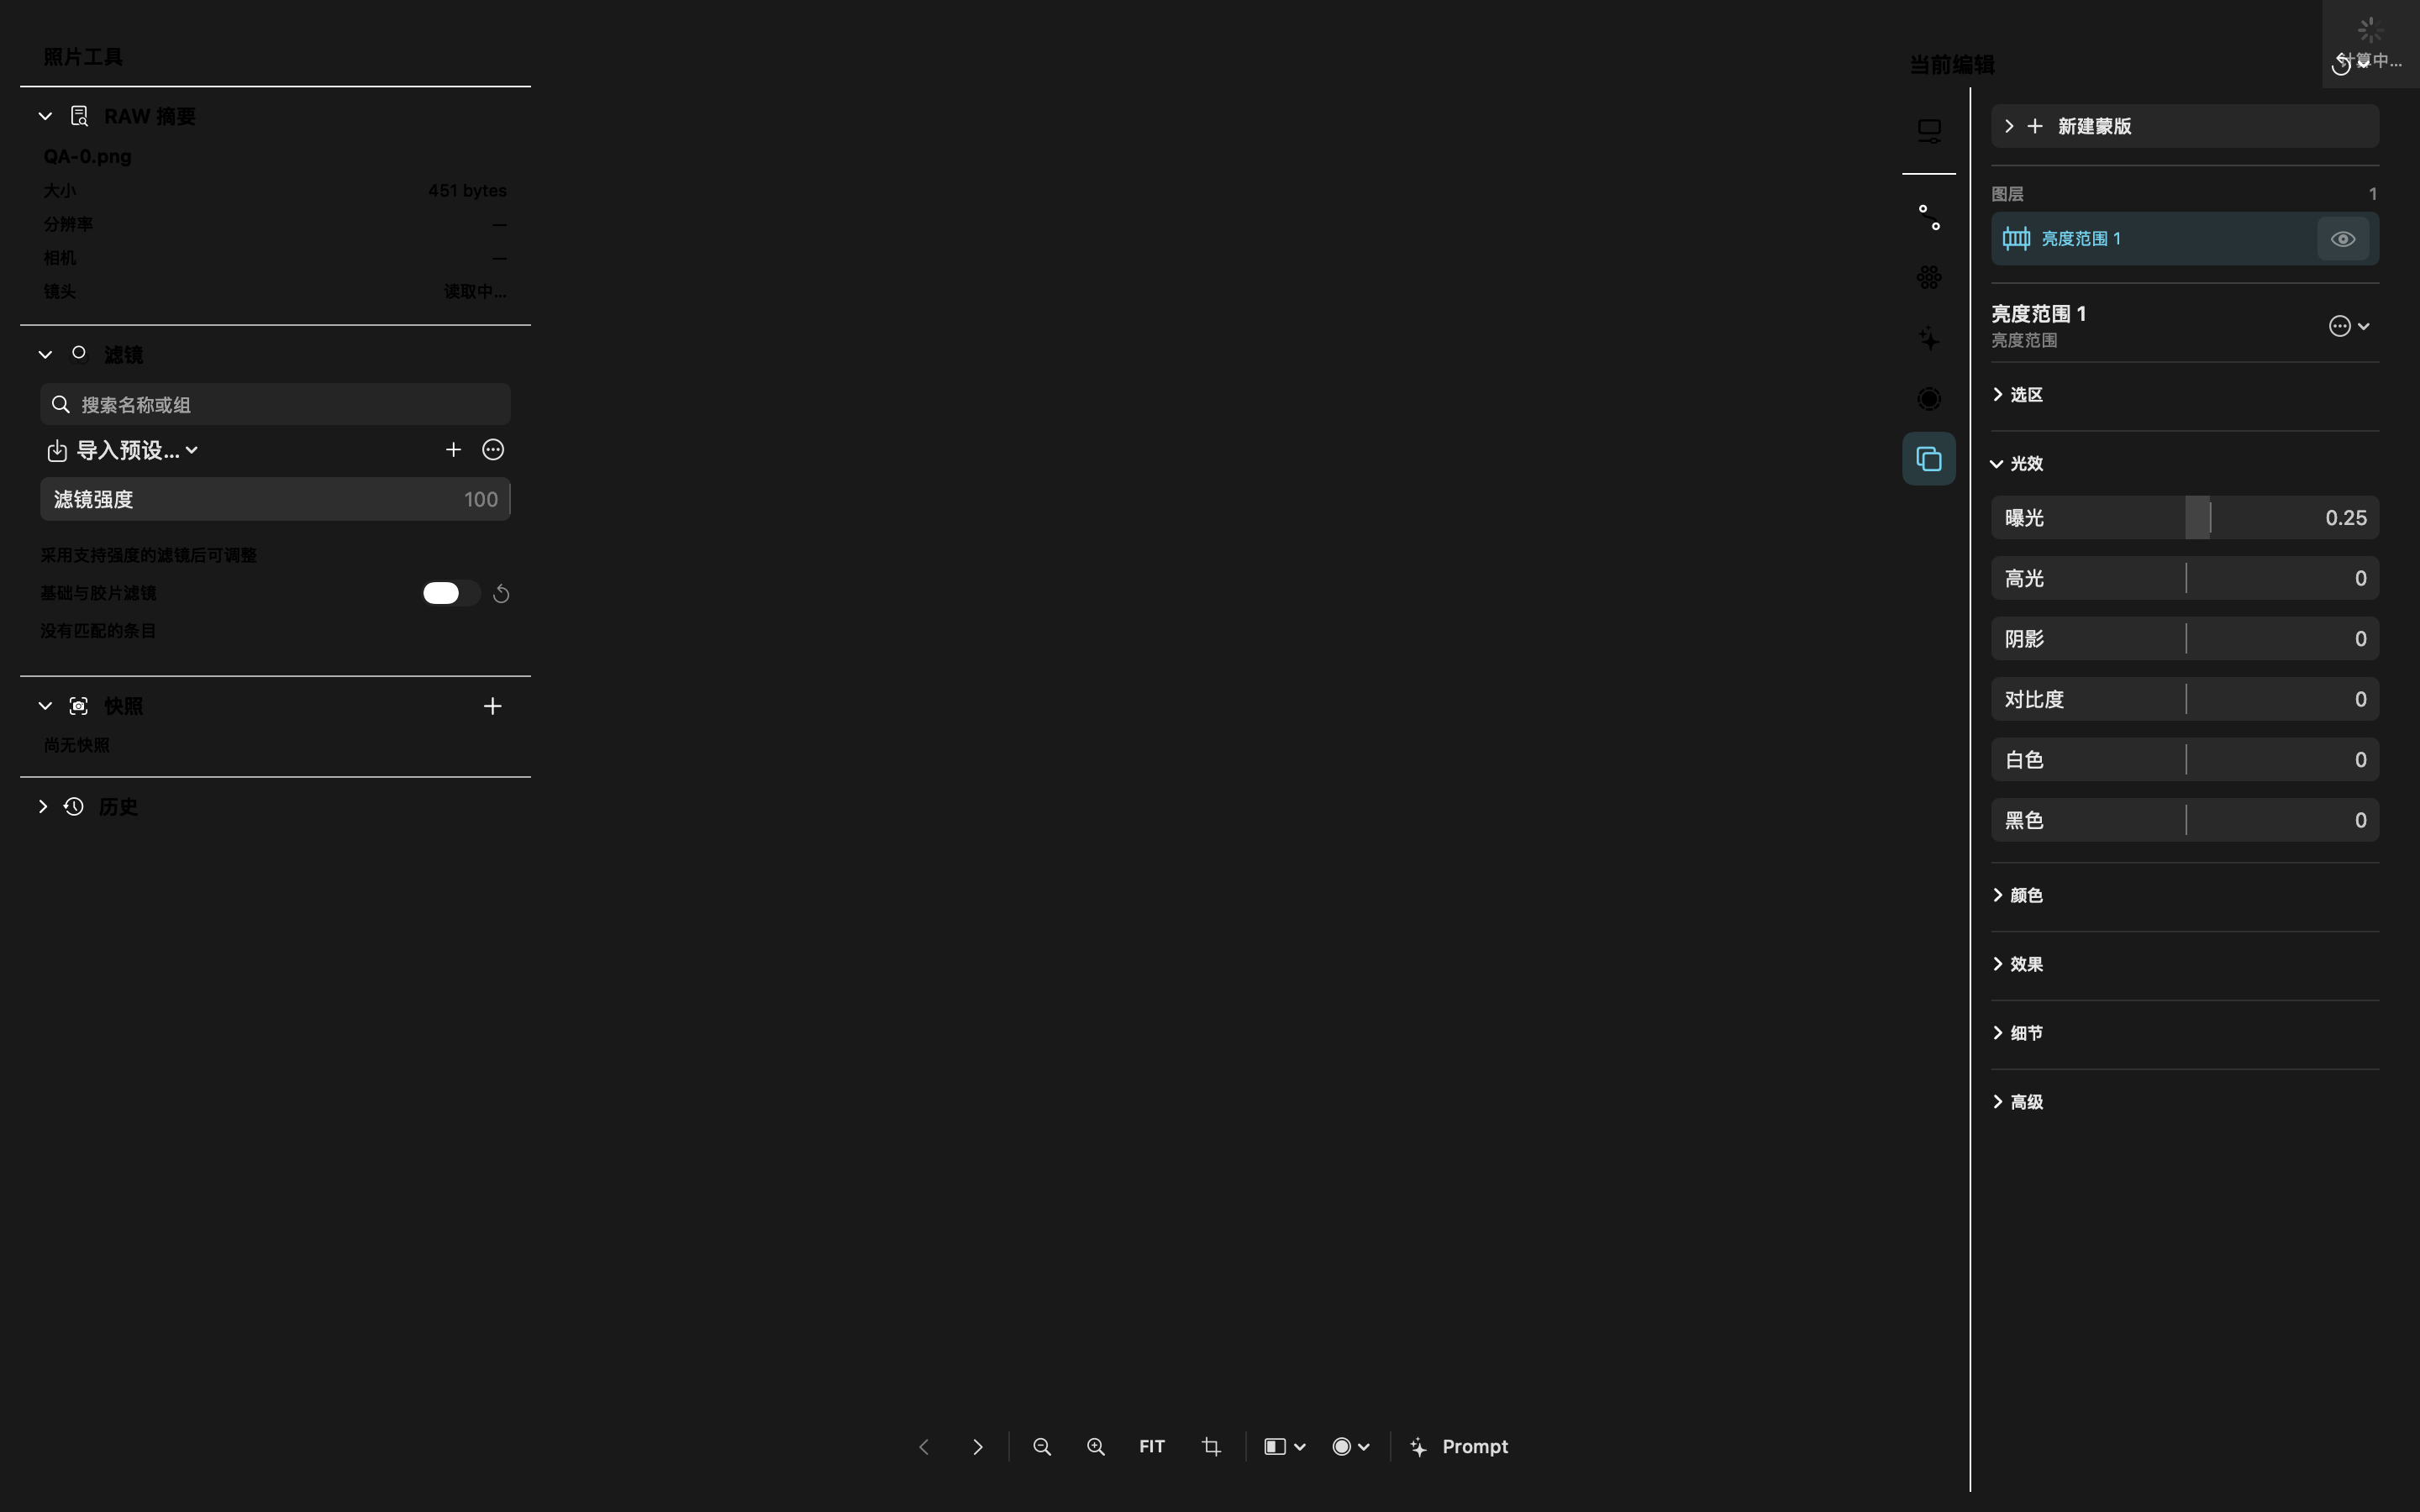 照片工具
RAW 摘要
QA-0.png
大小 451 bytes
分辨率 —
相机 —
镜头 读取中...
滤镜
搜索名称或组
导入预设...
滤镜强度 100
采用支持强度的滤镜后可调整
基础与胶片滤镜
没有匹配的条目
快照
尚无快照
历史
FIT
Prompt
当前编辑
计算中...
新建蒙版
图层 1
亮度范围 1
亮度范围 1
亮度范围
选区
光效
曝光 0.25
高光 0
阴影 0
对比度 0
白色 0
黑色 0
颜色
效果
细节
高级